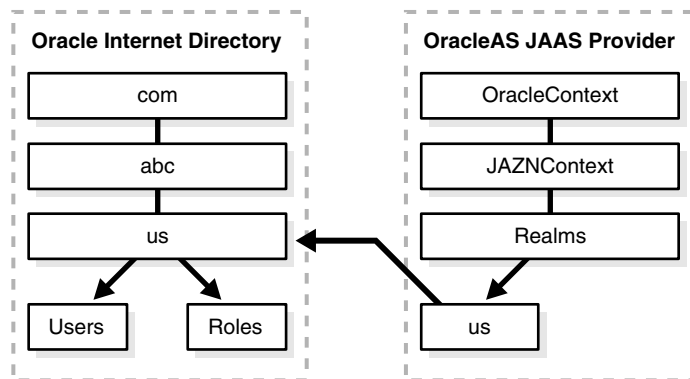 Oracle Internet Directory
com
abc
us
Users
Roles
OracleAS JAAS Provider
OracleContext
JAZNContext
Realms
us